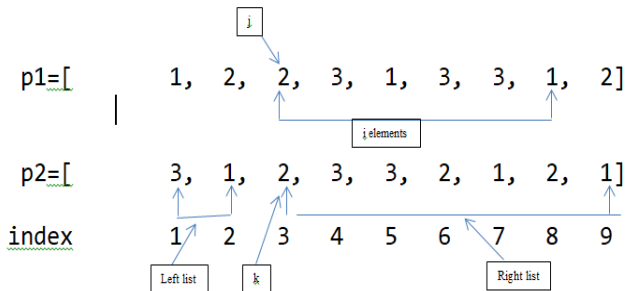 j
p1=[ 1, 2, 2, 3, 1, 3, 3, 1, 2]
j elements
p2=[ 3, 1, 2, 3, 3, 2, 1, 2, 1]
index 1 2 3 4 5 6 7 8 9
Left list k Right list